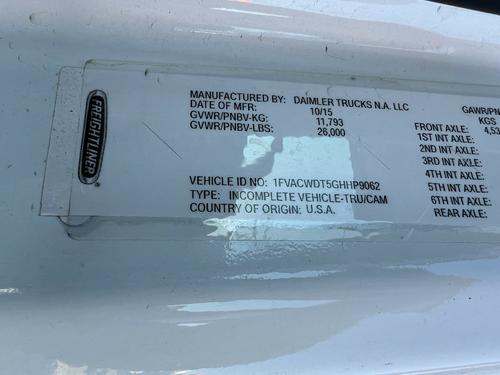 FREIGHTLINER
MANUFACTURED BY: DAIMLER TRUCKS N.A. LLC
DATE OF MFR: 10/15
GVWR/PNBV-KG: 11,793
GVWR/PNBV-LBS: 26,000
VEHICLE ID NO: 1FVACWDT5GHHP9062
TYPE: INCOMPLETE VEHICLE-TRU/CAM
COUNTRY OF ORIGIN: U.S.A.
GAWR/PN
KGS
FRONT AXLE: 4,53
1ST INT AXLE:
2ND INT AXLE:
3RD INT AXLE:
4TH INT AXLE:
5TH INT AXLE:
6TH INT AXLE:
REAR AXLE: